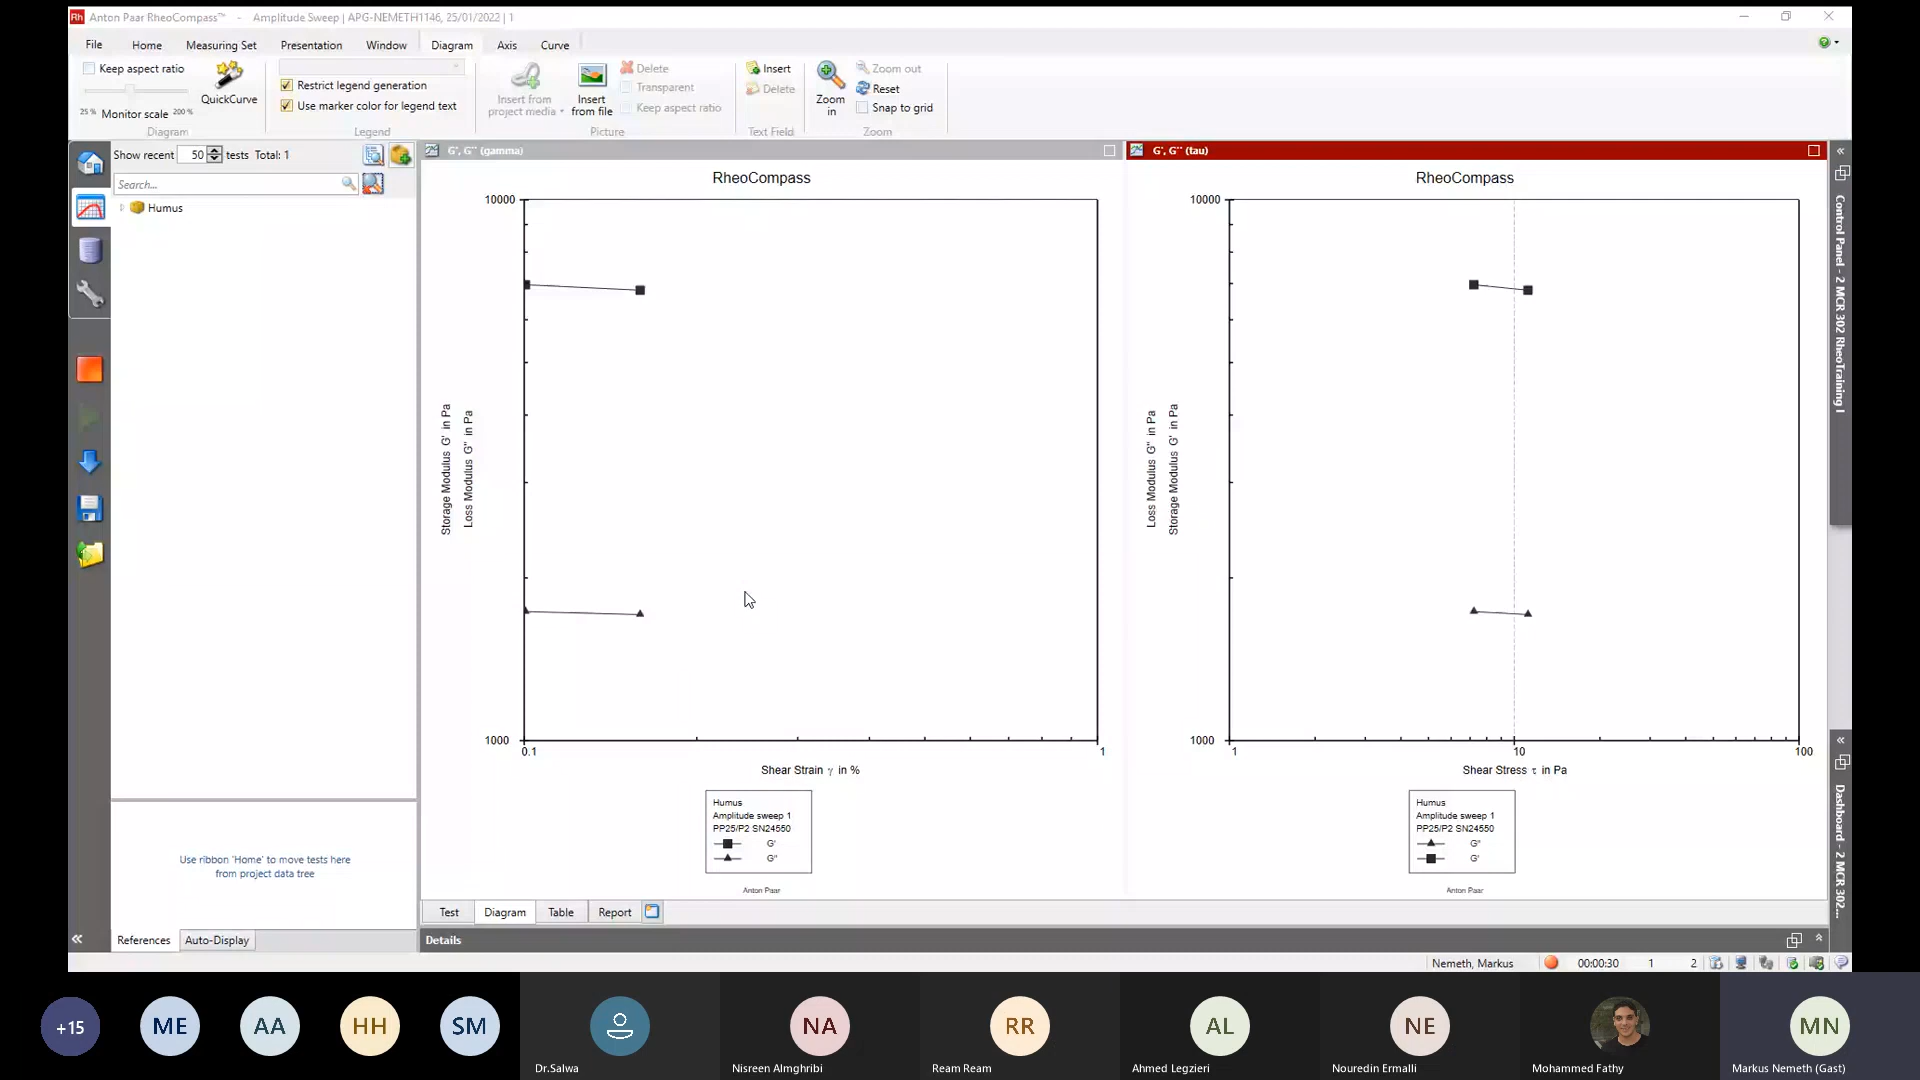 Rh Anton Paar RheoCompass™ - Amplitude Sweep | APG-NEMETH1146, 25/01/2022 | 1
File Home Measuring Set Presentation Window Diagram Axis Curve
Keep aspect ratio
25 % Monitor scale 200 %
QuickCurve
Diagram
Restrict legend generation
Use marker color for legend text
Legend
Insert from
project media
Insert
from file
Delete
Transparent
Keep aspect ratio
Picture
Insert
Delete
Text Field
Zoom
in
Zoom out
Reset
Snap to grid
Zoom
Show recent 50 tests Total: 1
Search...
Humus
Use ribbon 'Home' to move tests here
from project data tree
References Auto-Display
G', G'' (gamma)
RheoCompass
10000
1000
Storage Modulus G' in Pa
Loss Modulus G'' in Pa
0.1 1
Shear Strain γ in %
Humus
Amplitude sweep 1
PP25/P2 SN24550
G'
G''
Anton Paar
G', G'' (tau)
RheoCompass
10000
1000
Loss Modulus G'' in Pa
Storage Modulus G' in Pa
1 10 100
Shear Stress τ in Pa
Humus
Amplitude sweep 1
PP25/P2 SN24550
G''
G'
Anton Paar
Control Panel - 2 MCR 302 RheoTraining I
Dashboard - 2 MCR 302...
Test Diagram Table Report
Details
Nemeth, Markus 00:00:30 1 2
+15 ME AA HH SM NA RR AL NE MN
Dr.Salwa Nisreen Almghribi Ream Ream Ahmed Legzieri Nouredin Ermalli Mohammed Fathy Markus Nemeth (Gast)